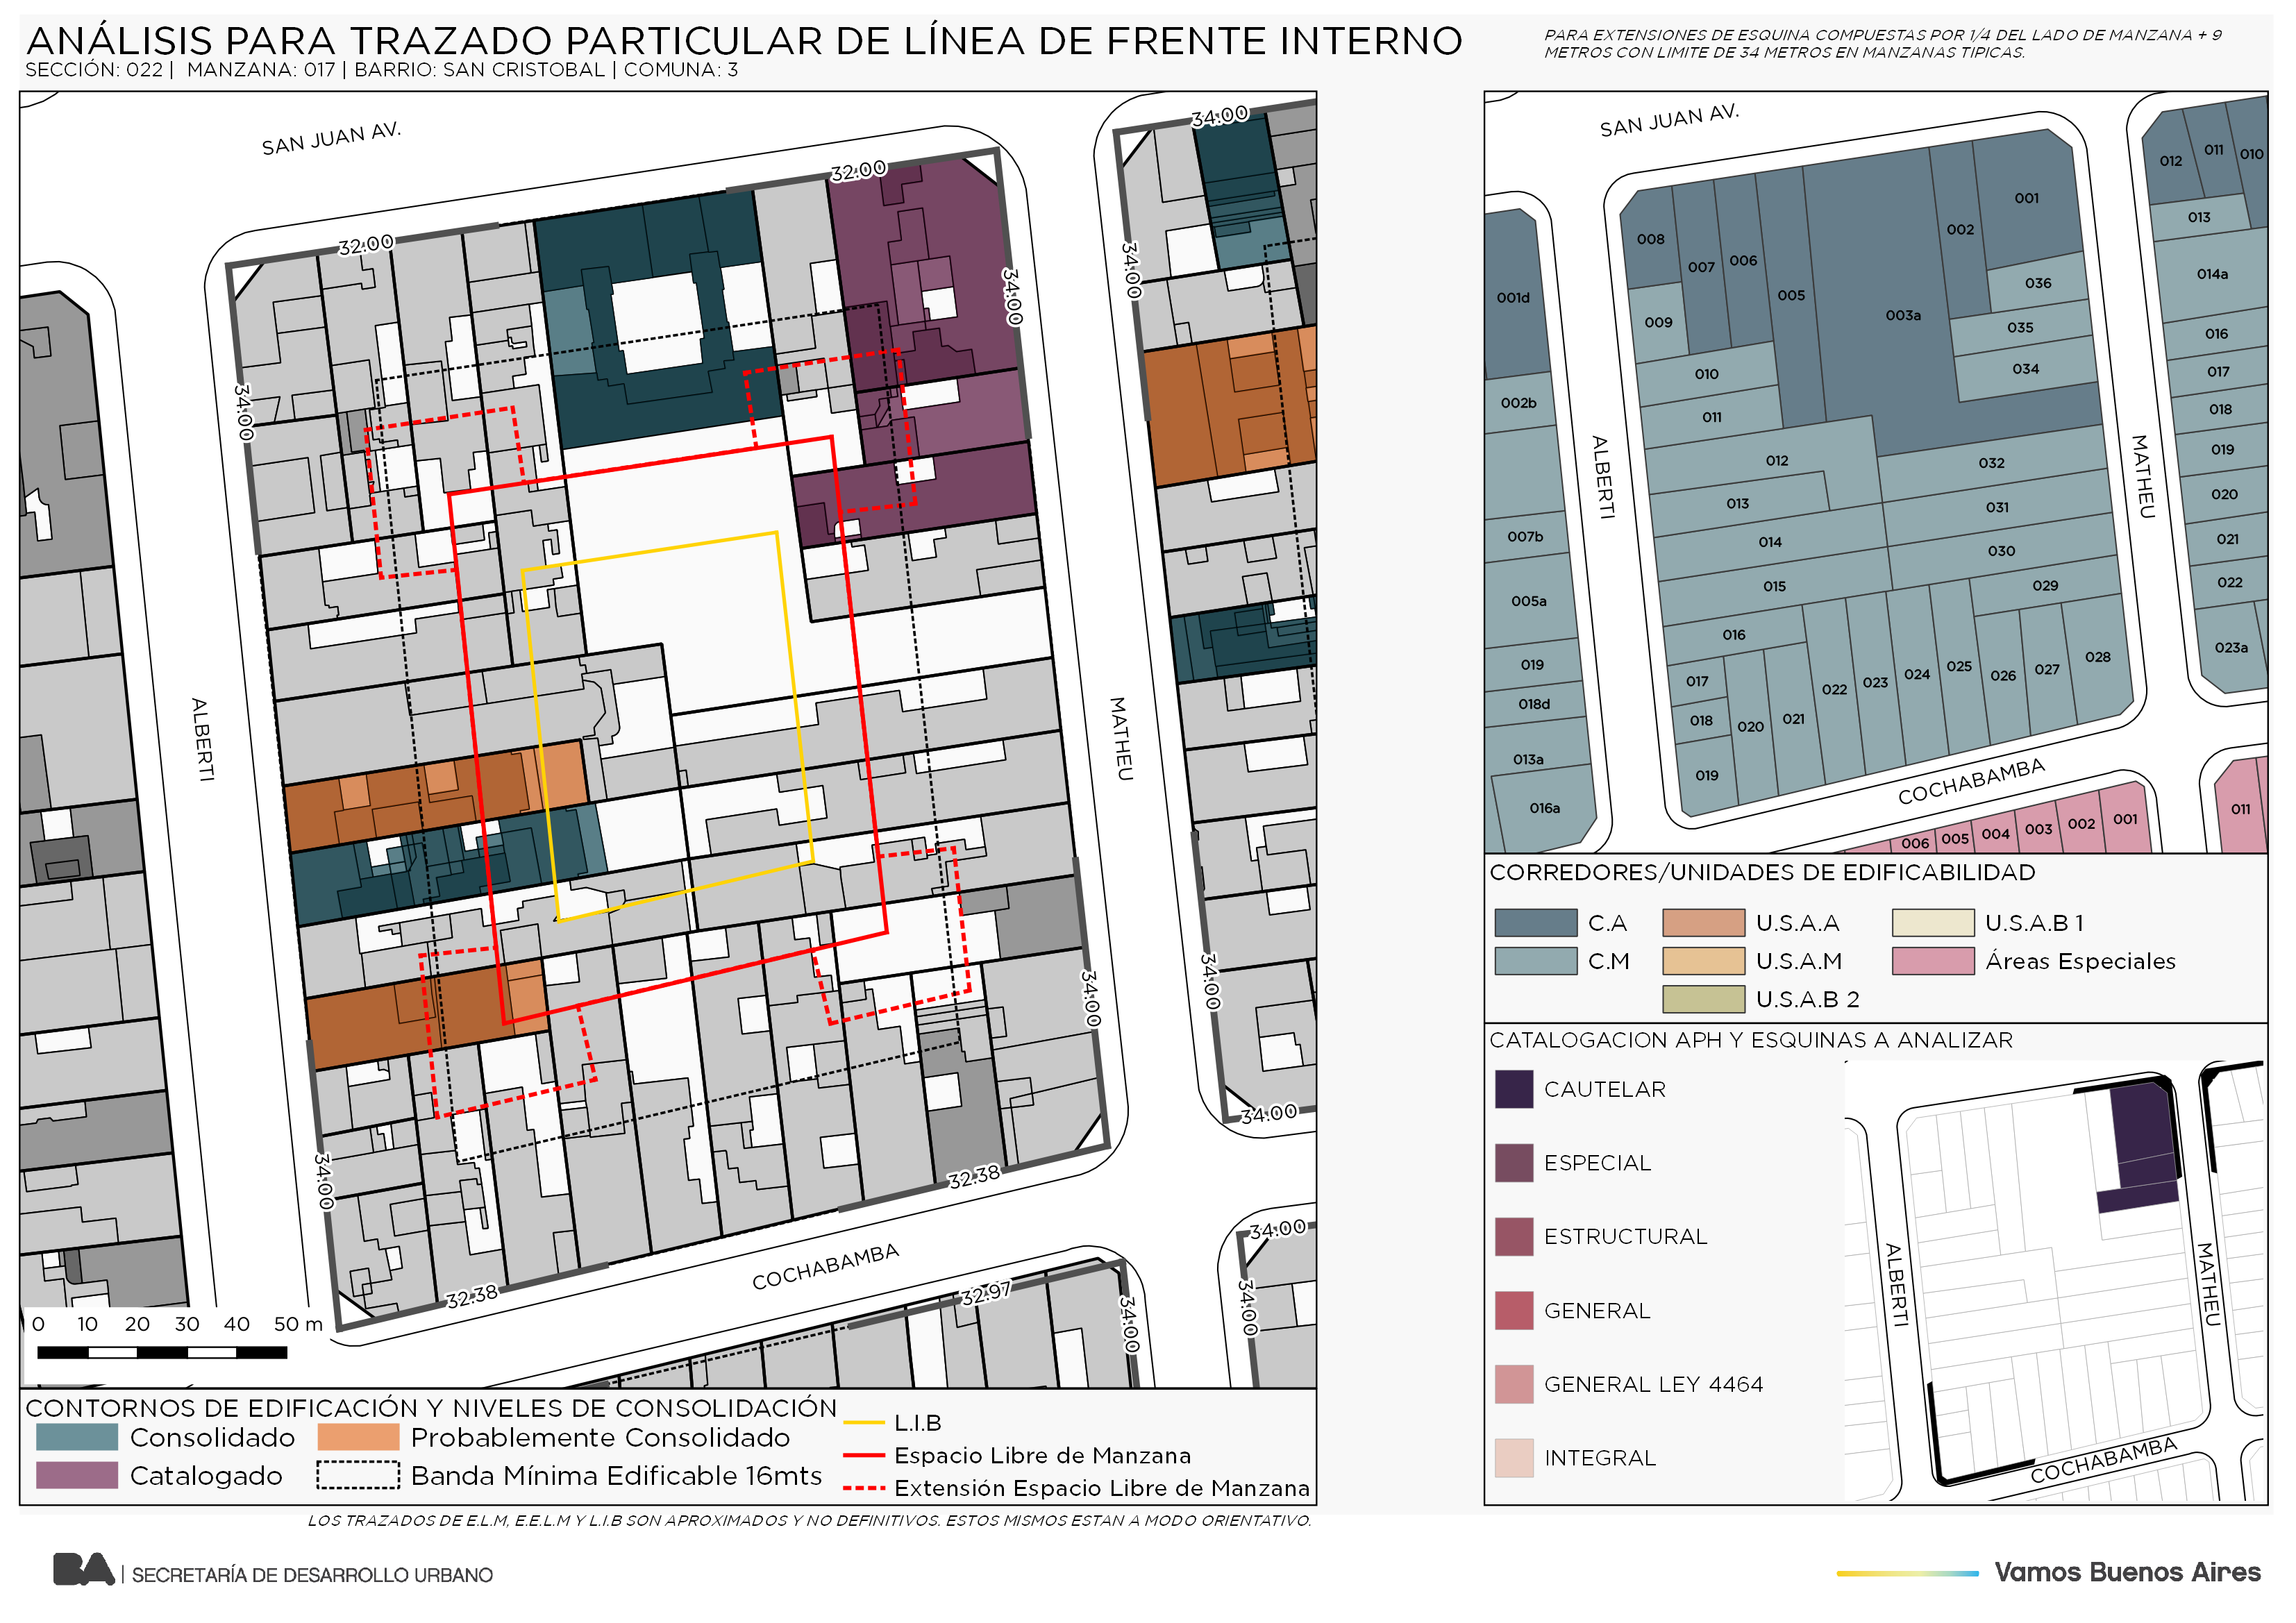 ANÁLISIS PARA TRAZADO PARTICULAR DE LÍNEA DE FRENTE INTERNO
SECCIÓN: 022 | MANZANA: 017 | BARRIO: SAN CRISTOBAL | COMUNA: 3
PARA EXTENSIONES DE ESQUINA COMPUESTAS POR 1/4 DEL LADO DE MANZANA + 9
METROS CON LIMITE DE 34 METROS EN MANZANAS TIPICAS.
SAN JUAN AV.
32.00
32.00
34.00
34.00
34.00
34.00
ALBERTI
MATHEU
34.00
34.00
34.00
34.00
32.38
32.38
COCHABAMBA
32.97
34.00
34.00
34.00
0 10 20 30 40 50 m
CONTORNOS DE EDIFICACIÓN Y NIVELES DE CONSOLIDACIÓN
Consolidado
Probablemente Consolidado
Catalogado
Banda Mínima Edificable 16mts
L.I.B
Espacio Libre de Manzana
Extensión Espacio Libre de Manzana
LOS TRAZADOS DE E.L.M, E.E.L.M Y L.I.B SON APROXIMADOS Y NO DEFINITIVOS. ESTOS MISMOS ESTAN A MODO ORIENTATIVO.
SAN JUAN AV.
012
011
010
013
014a
016
017
018
019
020
021
022
023a
001d
002b
007b
005a
019
018d
013a
016a
008
007
006
005
003a
002
001
036
035
034
009
010
011
012
013
014
015
016
017
018
019
020
021
022
023
024
025
026
027
028
029
030
031
032
ALBERTI
MATHEU
COCHABAMBA
006
005
004
003
002
001
011
CORREDORES/UNIDADES DE EDIFICABILIDAD
C.A
U.S.A.A
U.S.A.B 1
C.M
U.S.A.M
Áreas Especiales
U.S.A.B 2
CATALOGACION APH Y ESQUINAS A ANALIZAR
CAUTELAR
ESPECIAL
ESTRUCTURAL
GENERAL
GENERAL LEY 4464
INTEGRAL
ALBERTI
MATHEU
COCHABAMBA
BA | SECRETARÍA DE DESARROLLO URBANO
Vamos Buenos Aires